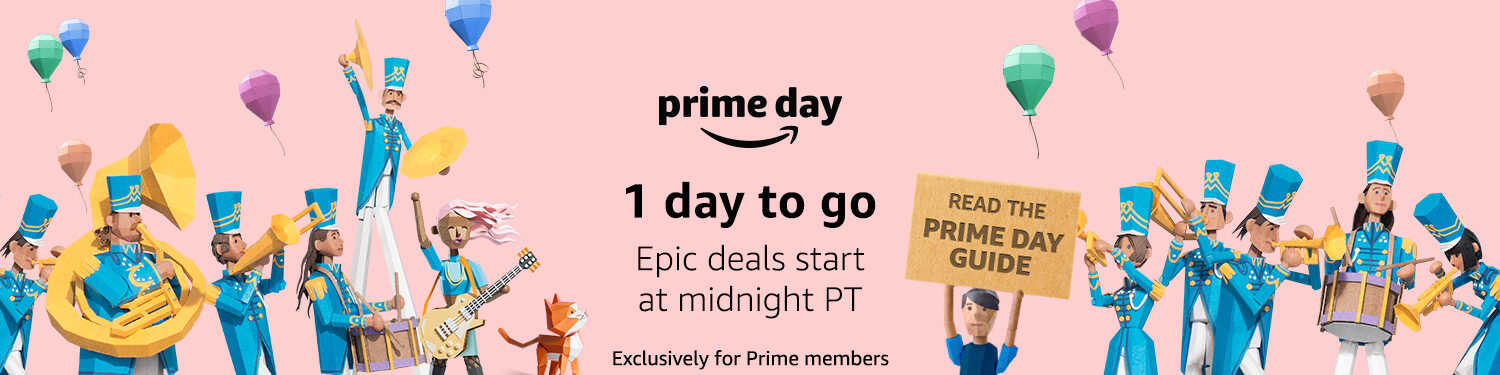 prime day
1 day to go
Epic deals start
at midnight PT
Exclusively for Prime members
READ THE
PRIME DAY
GUIDE